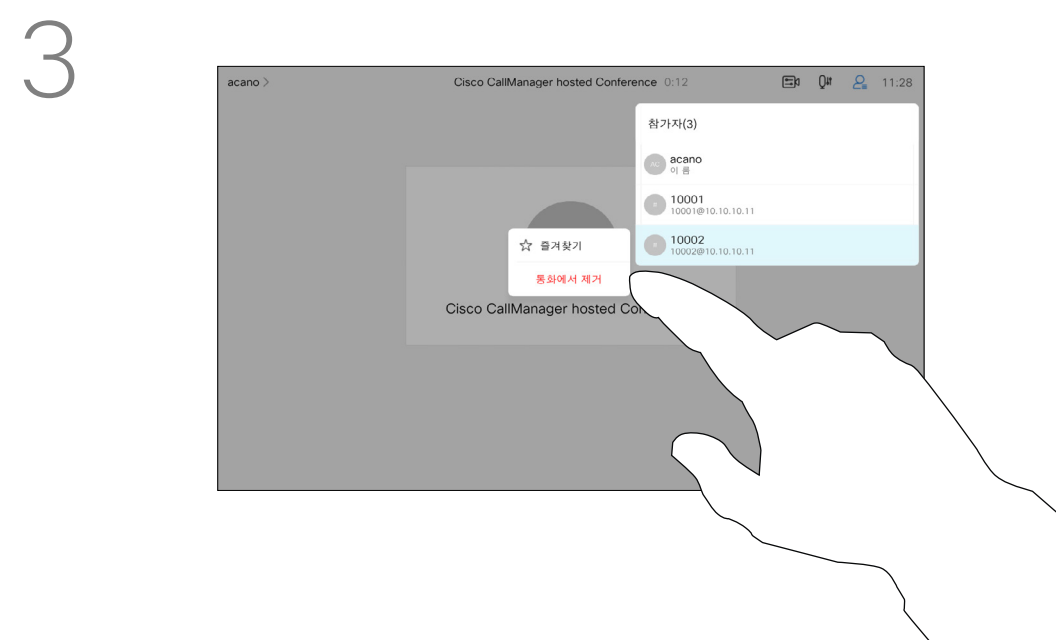 3
acano >
Cisco CallManager hosted Conference 0:12
11:28
참가자(3)
AC
acano
이 름
#
10001
10001@10.10.10.11
#
10002
10002@10.10.10.11
즐겨찾기
통화에서 제거
Cisco CallManager hosted Con